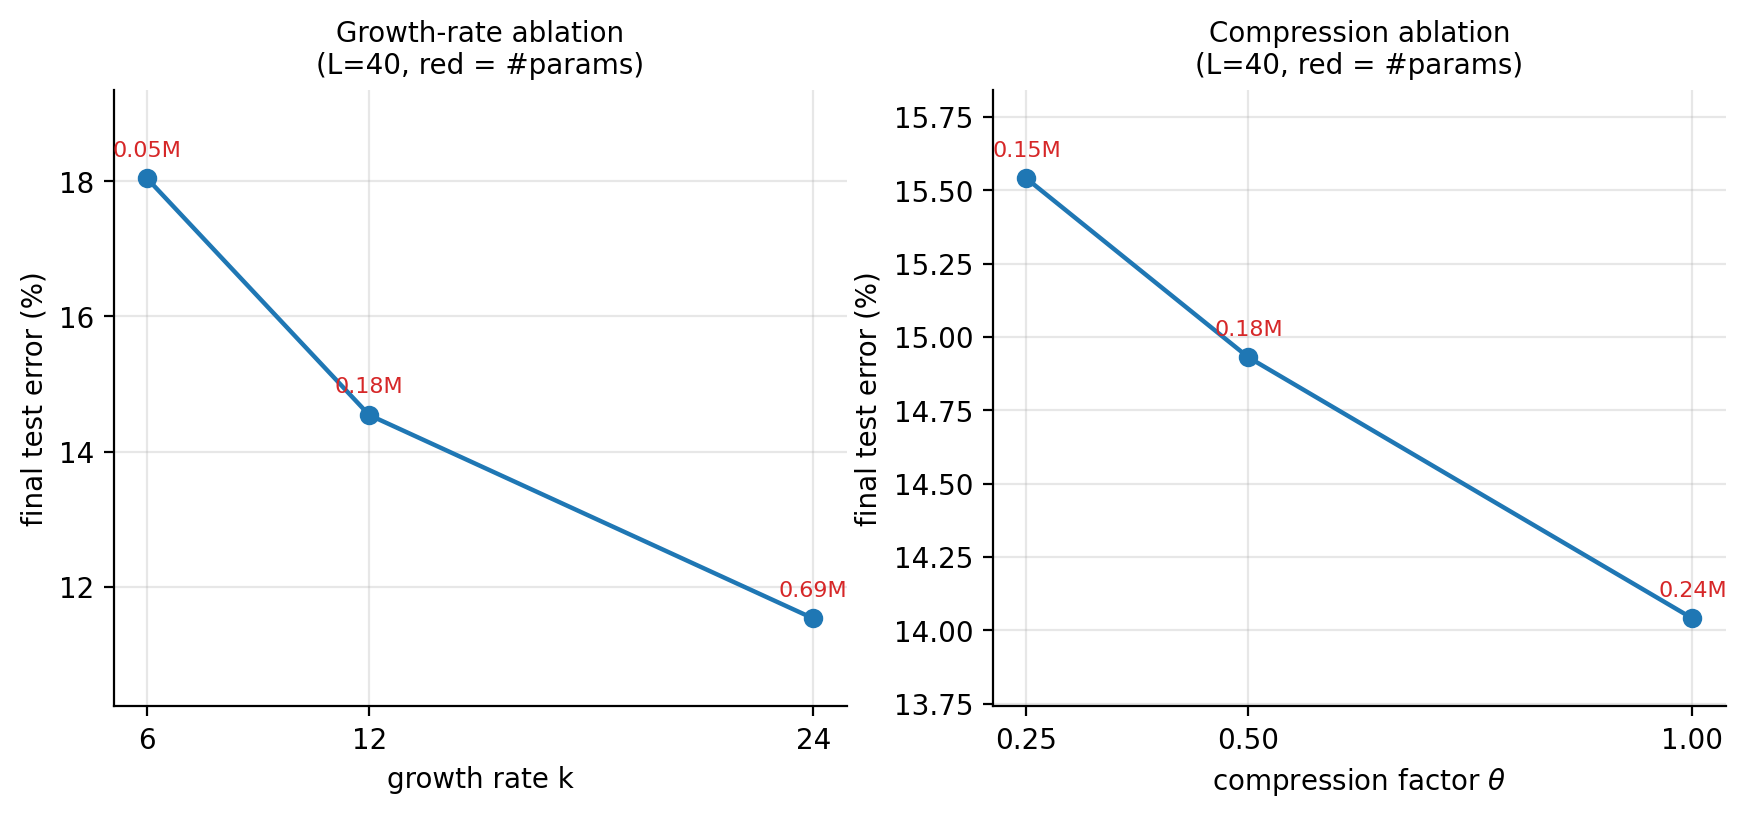 Growth-rate ablation
(L=40, red = #params)
final test error (%)
18
16
14
12
0.05M
0.18M
0.69M
6 12 24
growth rate k
Compression ablation
(L=40, red = #params)
final test error (%)
15.75
15.50
15.25
15.00
14.75
14.50
14.25
14.00
13.75
0.15M
0.18M
0.24M
0.25 0.50 1.00
compression factor θ